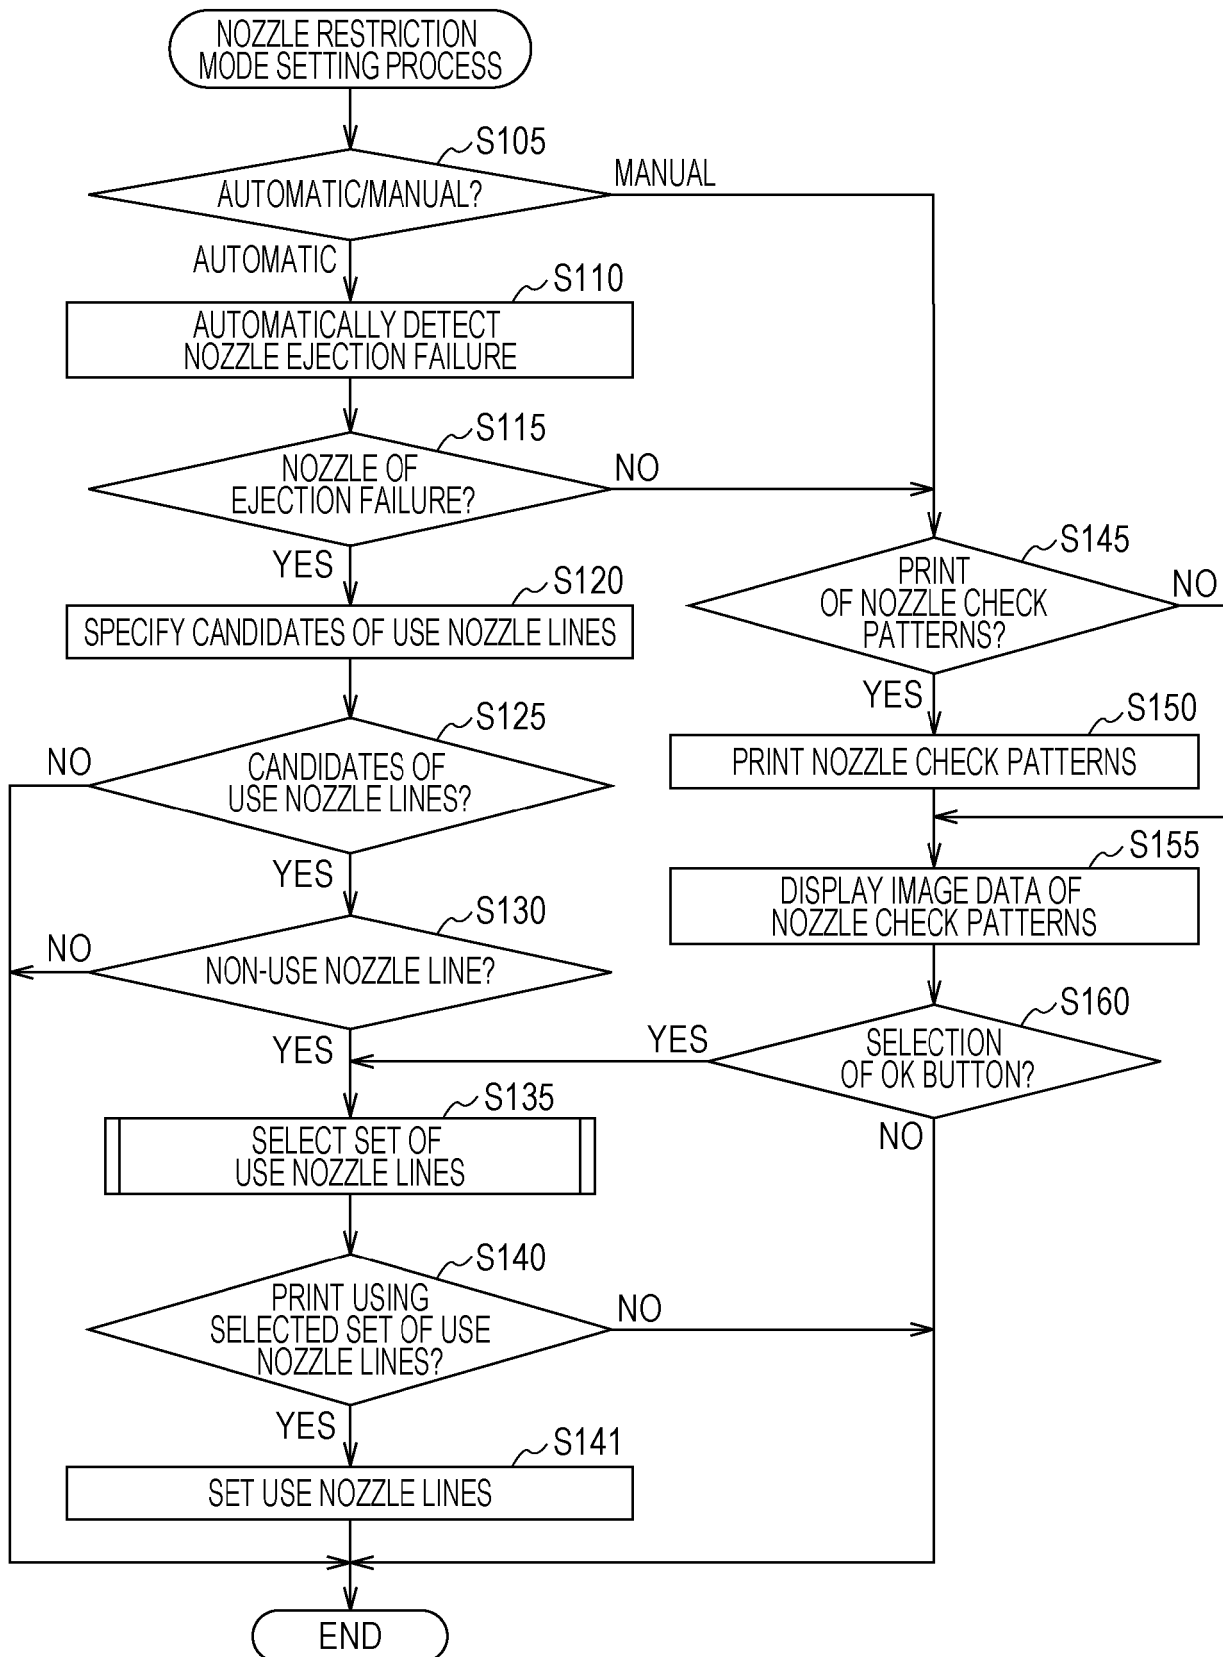 NOZZLE RESTRICTION
MODE SETTING PROCESS
S105
AUTOMATIC/MANUAL?
MANUAL
AUTOMATIC
S110
AUTOMATICALLY DETECT
NOZZLE EJECTION FAILURE
S115
NOZZLE OF
EJECTION FAILURE?
NO
YES
S120
SPECIFY CANDIDATES OF USE NOZZLE LINES
S125
CANDIDATES OF
USE NOZZLE LINES?
NO
YES
S130
NON-USE NOZZLE LINE?
NO
YES
S135
SELECT SET OF
USE NOZZLE LINES
S140
PRINT USING
SELECTED SET OF USE
NOZZLE LINES?
NO
YES
S141
SET USE NOZZLE LINES
S145
PRINT
OF NOZZLE CHECK
PATTERNS?
NO
YES
S150
PRINT NOZZLE CHECK PATTERNS
S155
DISPLAY IMAGE DATA OF
NOZZLE CHECK PATTERNS
S160
SELECTION
OF OK BUTTON?
YES
NO
END